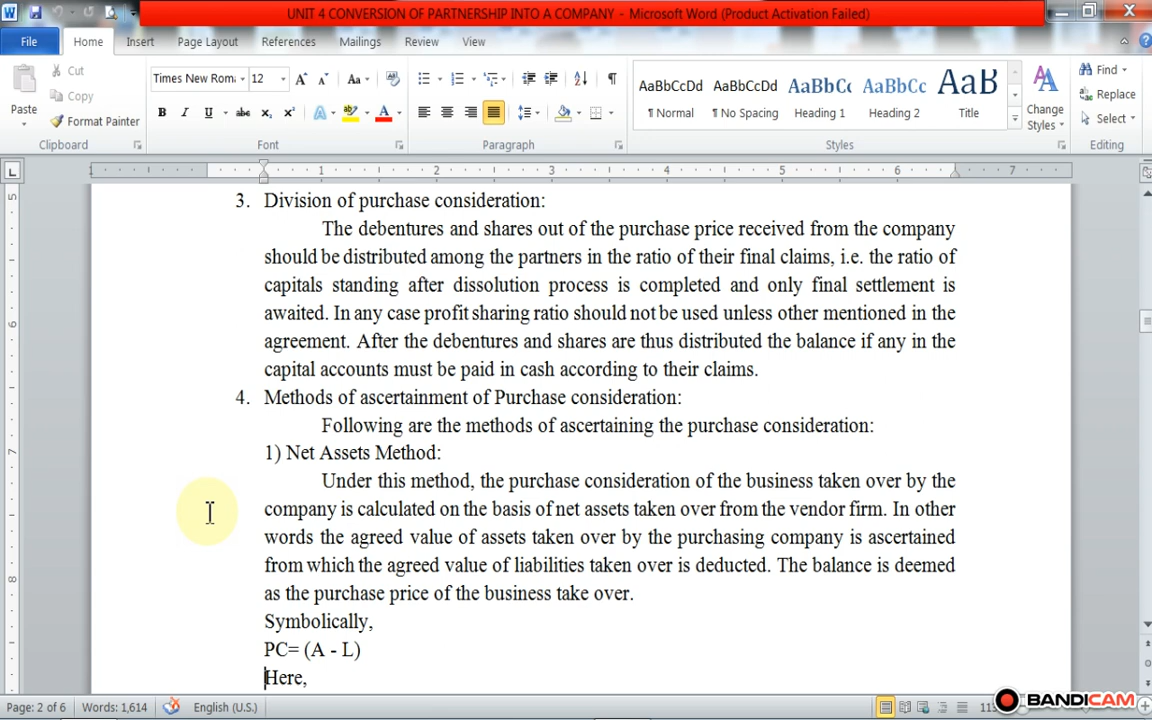 UNIT 4 CONVERSION OF PARTNERSHIP INTO A COMPANY - Microsoft Word (Product Activation Failed)
File Home Insert Page Layout References Mailings Review View
Paste
Cut
Copy
Format Painter
Clipboard
Times New Rom 12
Font
Paragraph
AaBbCcDd AaBbCcDd AaBbCc AaBbCc AaB
¶ Normal ¶ No Spacing Heading 1 Heading 2 Title
Change Styles
Styles
Find
Replace
Select
Editing
1 1 2 3 4 5 6 7
3. Division of purchase consideration:
The debentures and shares out of the purchase price received from the company
should be distributed among the partners in the ratio of their final claims, i.e. the ratio of
capitals standing after dissolution process is completed and only final settlement is
awaited. In any case profit sharing ratio should not be used unless other mentioned in the
agreement. After the debentures and shares are thus distributed the balance if any in the
capital accounts must be paid in cash according to their claims.
4. Methods of ascertainment of Purchase consideration:
Following are the methods of ascertaining the purchase consideration:
1) Net Assets Method:
Under this method, the purchase consideration of the business taken over by the
company is calculated on the basis of net assets taken over from the vendor firm. In other
words the agreed value of assets taken over by the purchasing company is ascertained
from which the agreed value of liabilities taken over is deducted. The balance is deemed
as the purchase price of the business take over.
Symbolically,
PC= (A - L)
Here,
Page: 2 of 6 Words: 1,614 English (U.S.)
BANDICAM